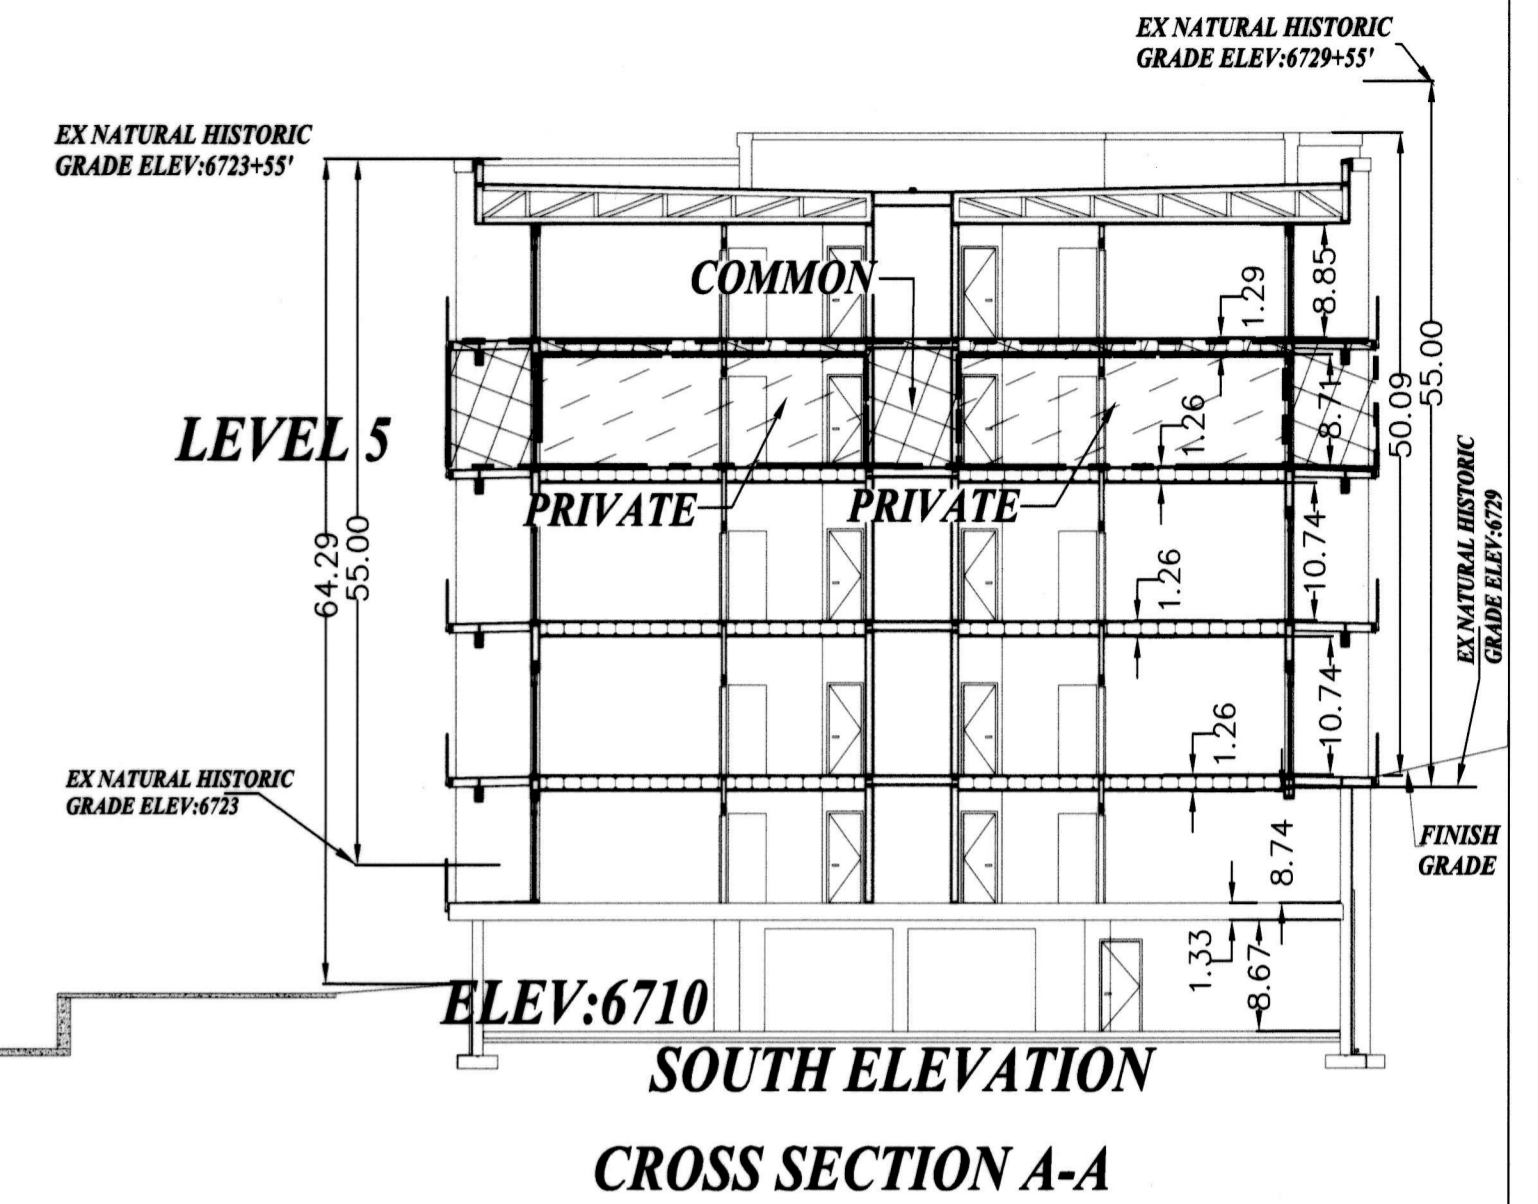 EX NATURAL HISTORIC
GRADE ELEV:6729+55'
EX NATURAL HISTORIC
GRADE ELEV:6723+55'
COMMON
1.29
8.85
55.00
50.09
8.71
1.26
LEVEL 5
PRIVATE
PRIVATE
EX NATURAL HISTORIC
GRADE ELEV:6729
64.29
55.00
10.74
1.26
10.74
1.26
EX NATURAL HISTORIC
GRADE ELEV:6723
FINISH
GRADE
8.74
1.33
8.67
ELEV:6710
SOUTH ELEVATION
CROSS SECTION A-A